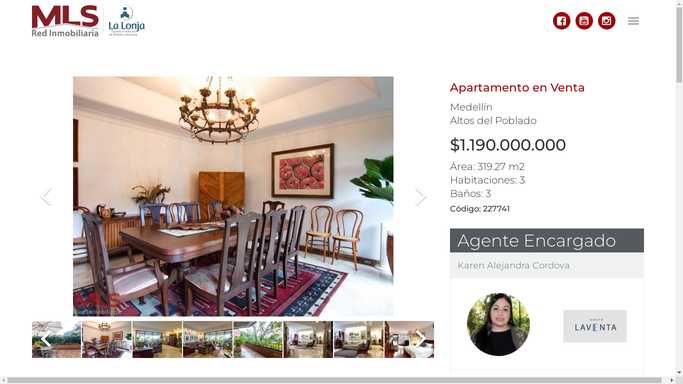 MLS
Red Inmobiliaria
La Lonja
Apartamento en Venta
Medellín
Altos del Poblado
$1.190.000.000
Área: 319.27 m2
Habitaciones: 3
Baños: 3
Código: 227741
Agente Encargado
Karen Alejandra Cordova
LAVENTA